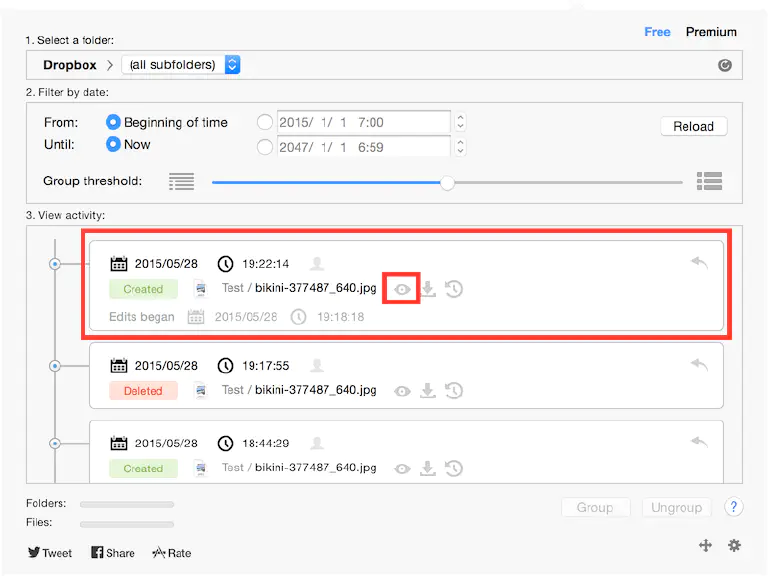 Free Premium
1. Select a folder:
Dropbox (all subfolders)
2. Filter by date:
From: Beginning of time 2015/ 1/ 1 7:00
Reload
Until: Now 2047/ 1/ 1 6:59
Group threshold:
3. View activity:
2015/05/28 19:22:14
Created Test / bikini-377487_640.jpg
Edits began 2015/05/28 19:18:18
2015/05/28 19:17:55
Deleted Test / bikini-377487_640.jpg
2015/05/28 18:44:29
Created Test / bikini-377487_640.jpg
Folders:
Group Ungroup ?
Files:
Tweet Share Rate